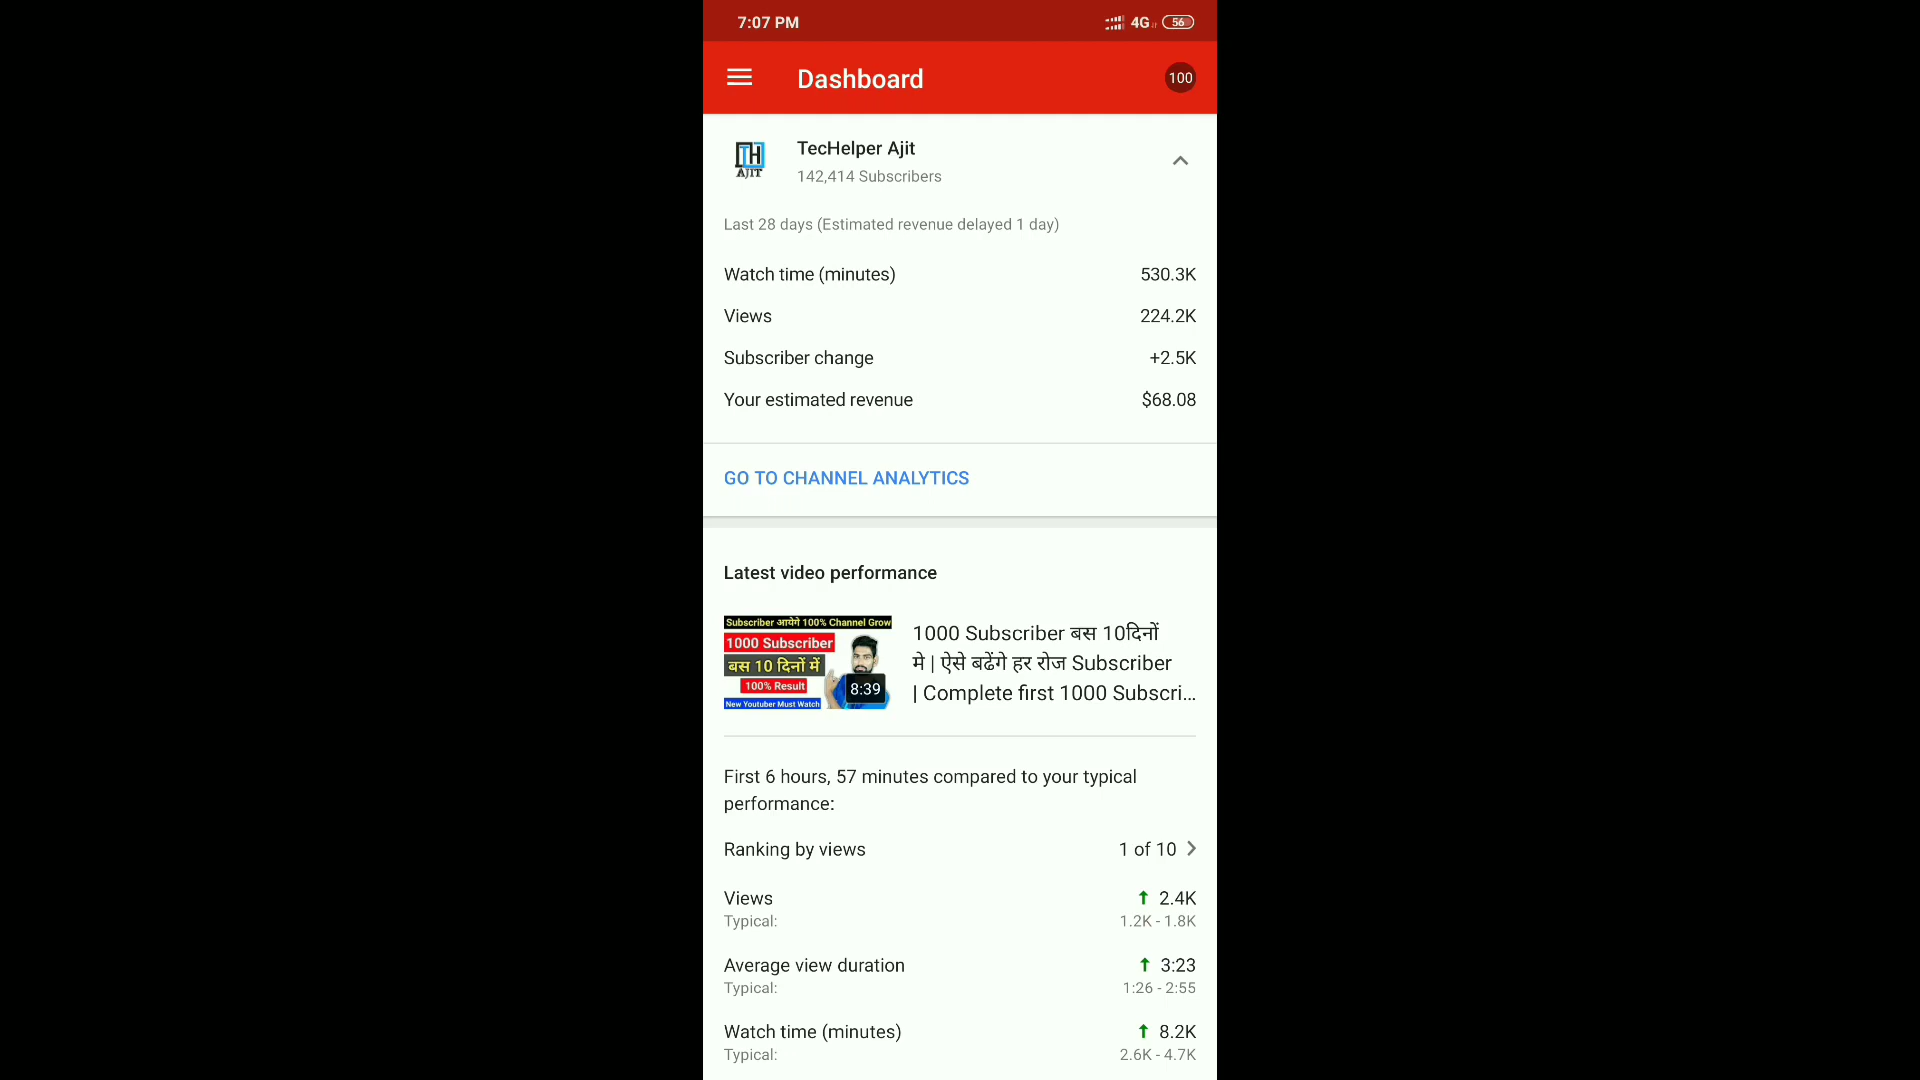 7:07 PM
4G
56
Dashboard
100
TH
AJIT
TecHelper Ajit
142,414 Subscribers
Last 28 days (Estimated revenue delayed 1 day)
Watch time (minutes) 530.3K
Views 224.2K
Subscriber change +2.5K
Your estimated revenue $68.08
GO TO CHANNEL ANALYTICS
Latest video performance
Subscriber आयेगे 100% Channel Grow
1000 Subscriber
बस 10 दिनों में
100% Result
New Youtuber Must Watch
8:39
1000 Subscriber बस 10दिनों
मे | ऐसे बढेंगे हर रोज Subscriber
| Complete first 1000 Subscri...
First 6 hours, 57 minutes compared to your typical
performance:
Ranking by views 1 of 10
Views 2.4K
Typical: 1.2K - 1.8K
Average view duration 3:23
Typical: 1:26 - 2:55
Watch time (minutes) 8.2K
Typical: 2.6K - 4.7K